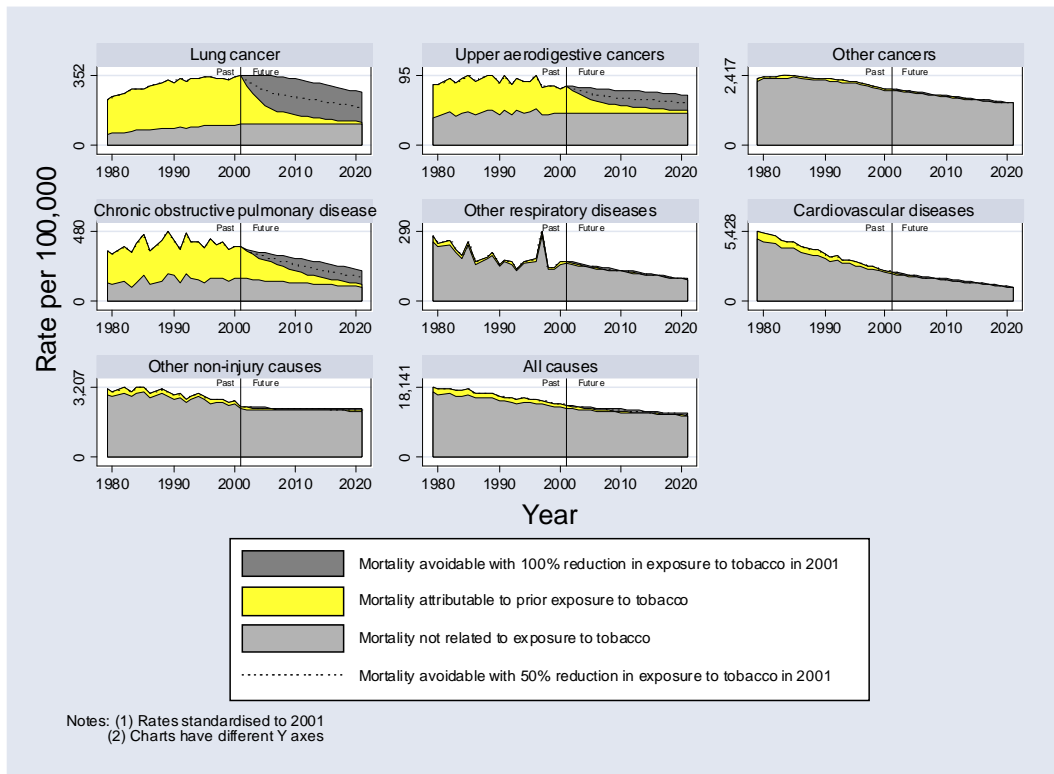 Rate per 100,000
Lung cancer
Past Future
352
0
1980 1990 2000 2010 2020
Upper aerodigestive cancers
Past Future
95
0
1980 1990 2000 2010 2020
Other cancers
Past Future
2,417
0
1980 1990 2000 2010 2020
Chronic obstructive pulmonary disease
Past Future
480
0
1980 1990 2000 2010 2020
Other respiratory diseases
Past Future
290
0
1980 1990 2000 2010 2020
Cardiovascular diseases
Past Future
5,428
0
1980 1990 2000 2010 2020
Other non-injury causes
Past Future
3,207
0
1980 1990 2000 2010 2020
All causes
Past Future
18,141
0
1980 1990 2000 2010 2020
Year
Mortality avoidable with 100% reduction in exposure to tobacco in 2001
Mortality attributable to prior exposure to tobacco
Mortality not related to exposure to tobacco
Mortality avoidable with 50% reduction in exposure to tobacco in 2001
Notes: (1) Rates standardised to 2001
(2) Charts have different Y axes